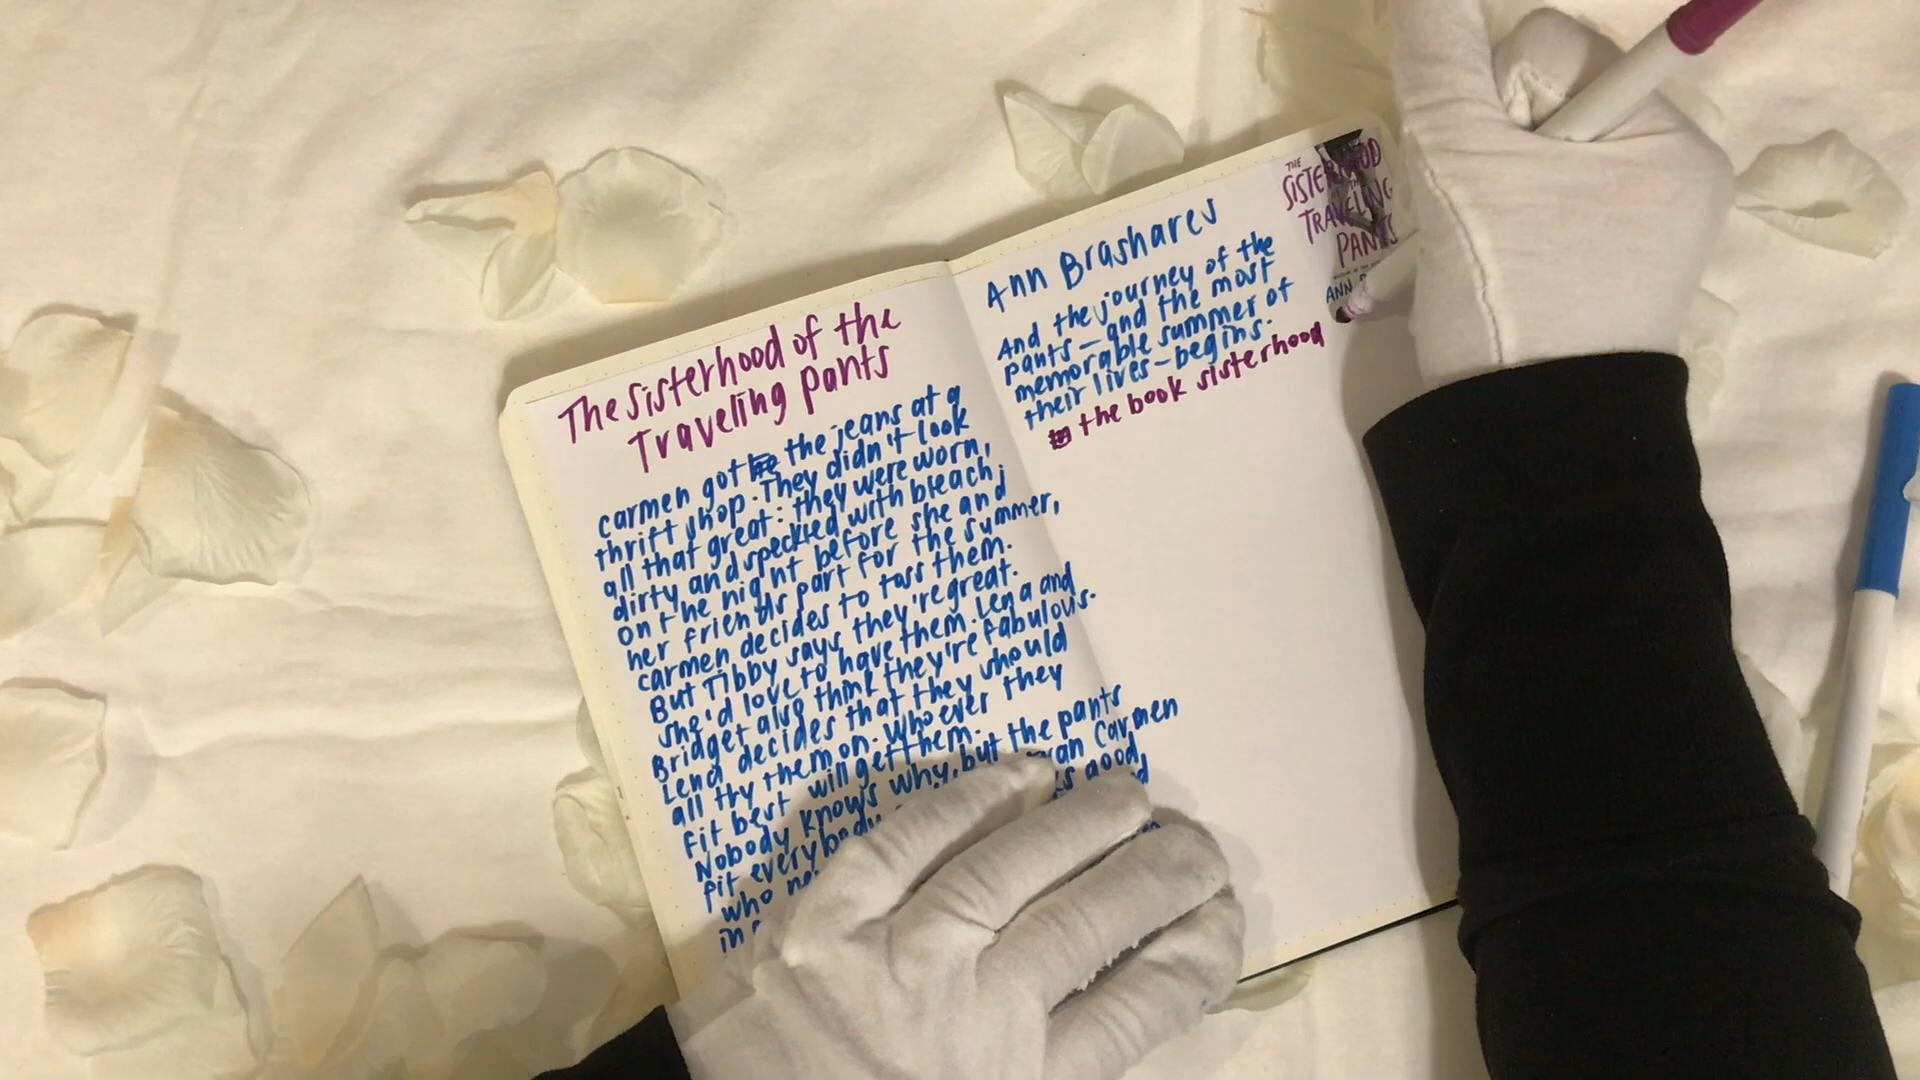 The Sisterhood of the
Traveling pants
carmen got the jeans at a
thrift shop. They didn't look
all that great: they were worn,
dirty and speckled with bleach;
on the night before she and
her friends part for the summer,
carmen decides to toss them.
But Tibby says they're great.
she'd love to have them. Lena and
Bridget also think they're fabulous.
Lena decides that they should
all try them on. Whoever they
fit best will get them.
Nobody knows why, but the pants
fit everybody Carmen
who good
in
Ann Brashares
And the journey of the
pants—and the most
memorable summer of
their lives—begins.
the book sisterhood
THE
SISTERHOOD
TRAVELING
PANTS
ANN